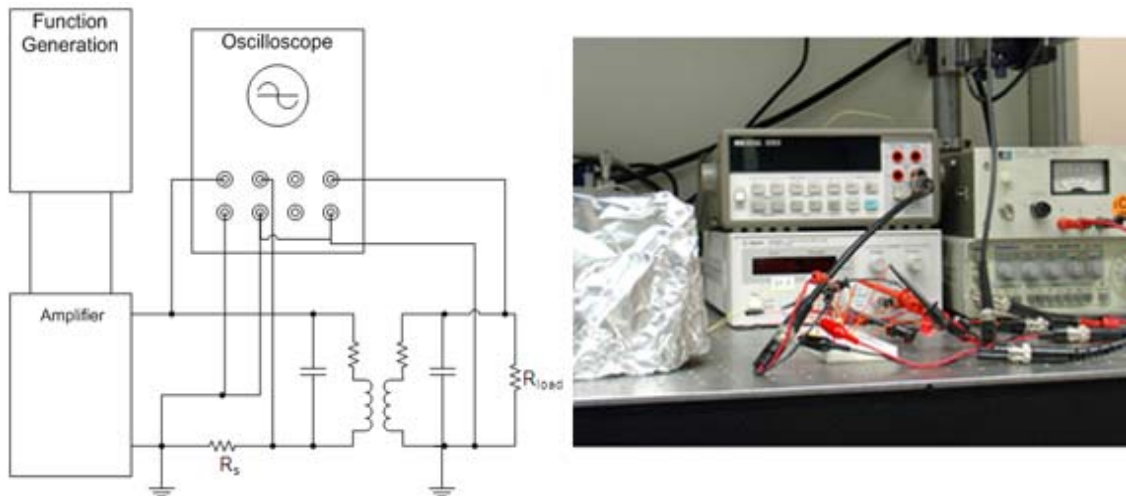 Function
Generation
Oscilloscope
Amplifier
Rload
Rs